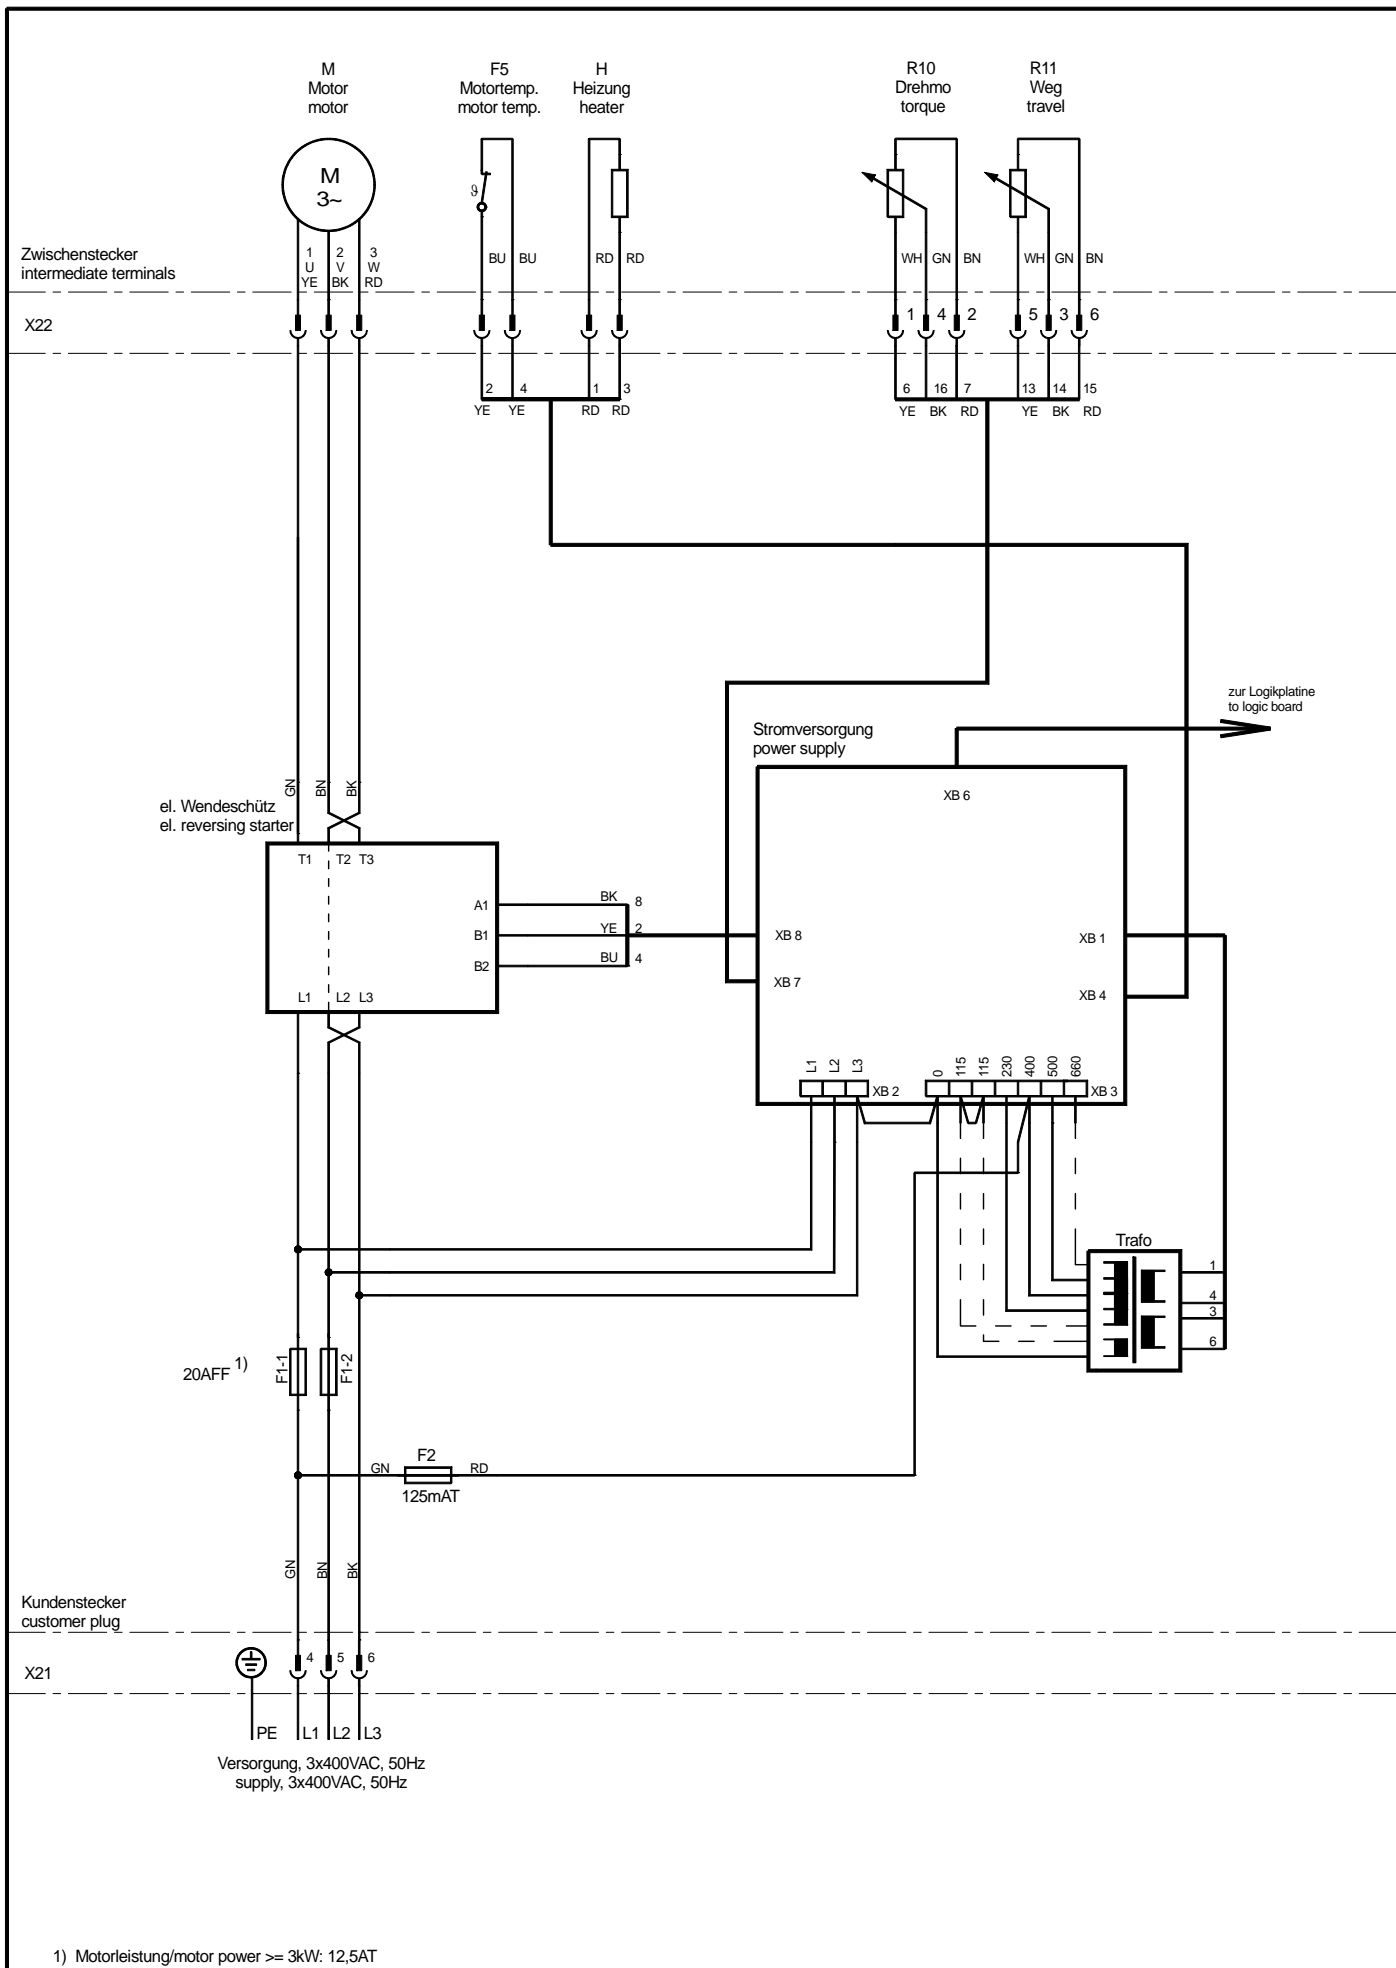 M
Motor
motor
F5
Motortemp.
motor temp.
H
Heizung
heater
R10
Drehmo
torque
R11
Weg
travel
M
3~
ϑ
Zwischenstecker
intermediate terminals
1 2 3
U V W
YE BK RD
BU BU RD RD
WH GN BN WH GN BN
X22
1 4 2 5 3 6
2 4 1 3
YE YE RD RD
6 16 7 13 14 15
YE BK RD YE BK RD
zur Logikplatine
to logic board
Stromversorgung
power supply
XB 6
GN BN BK
el. Wendeschütz
el. reversing starter
T1 T2 T3
A1 BK 8
B1 YE 2
B2 BU 4
XB 8
XB 1
XB 7
XB 4
L1 L2 L3
L1 L2 L3 XB 2
0 115 115 230 400 500 660 XB 3
Trafo
1
4
3
6
20AFF 1)
F1-1 F1-2
F2
GN RD
125mAT
GN BN BK
Kundenstecker
customer plug
X21
4 5 6
PE L1 L2 L3
Versorgung, 3x400VAC, 50Hz
supply, 3x400VAC, 50Hz
1) Motorleistung/motor power >= 3kW: 12,5AT